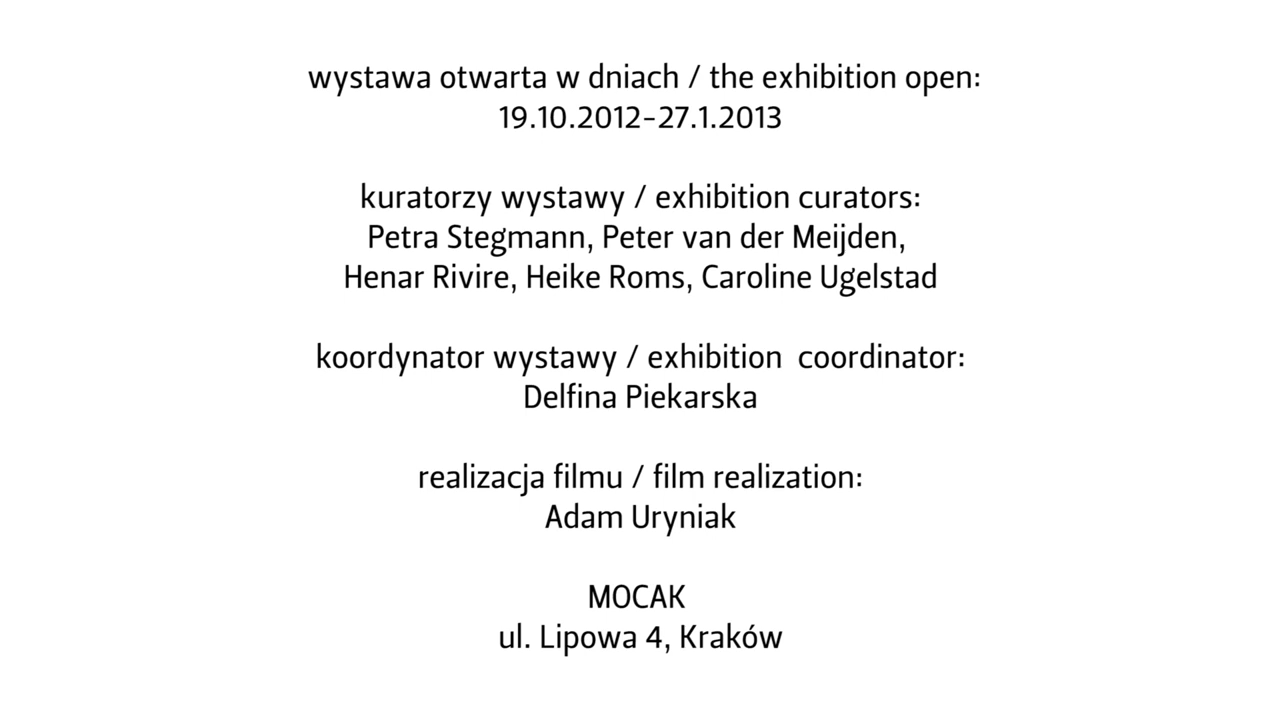 wystawa otwarta w dniach / the exhibition open:
19.10.2012-27.1.2013
kuratorzy wystawy / exhibition curators:
Petra Stegmann, Peter van der Meijden,
Henar Rivire, Heike Roms, Caroline Ugelstad
koordynator wystawy / exhibition  coordinator:
Delfina Piekarska
realizacja filmu / film realization:
Adam Uryniak
MOCAK
ul. Lipowa 4, Kraków